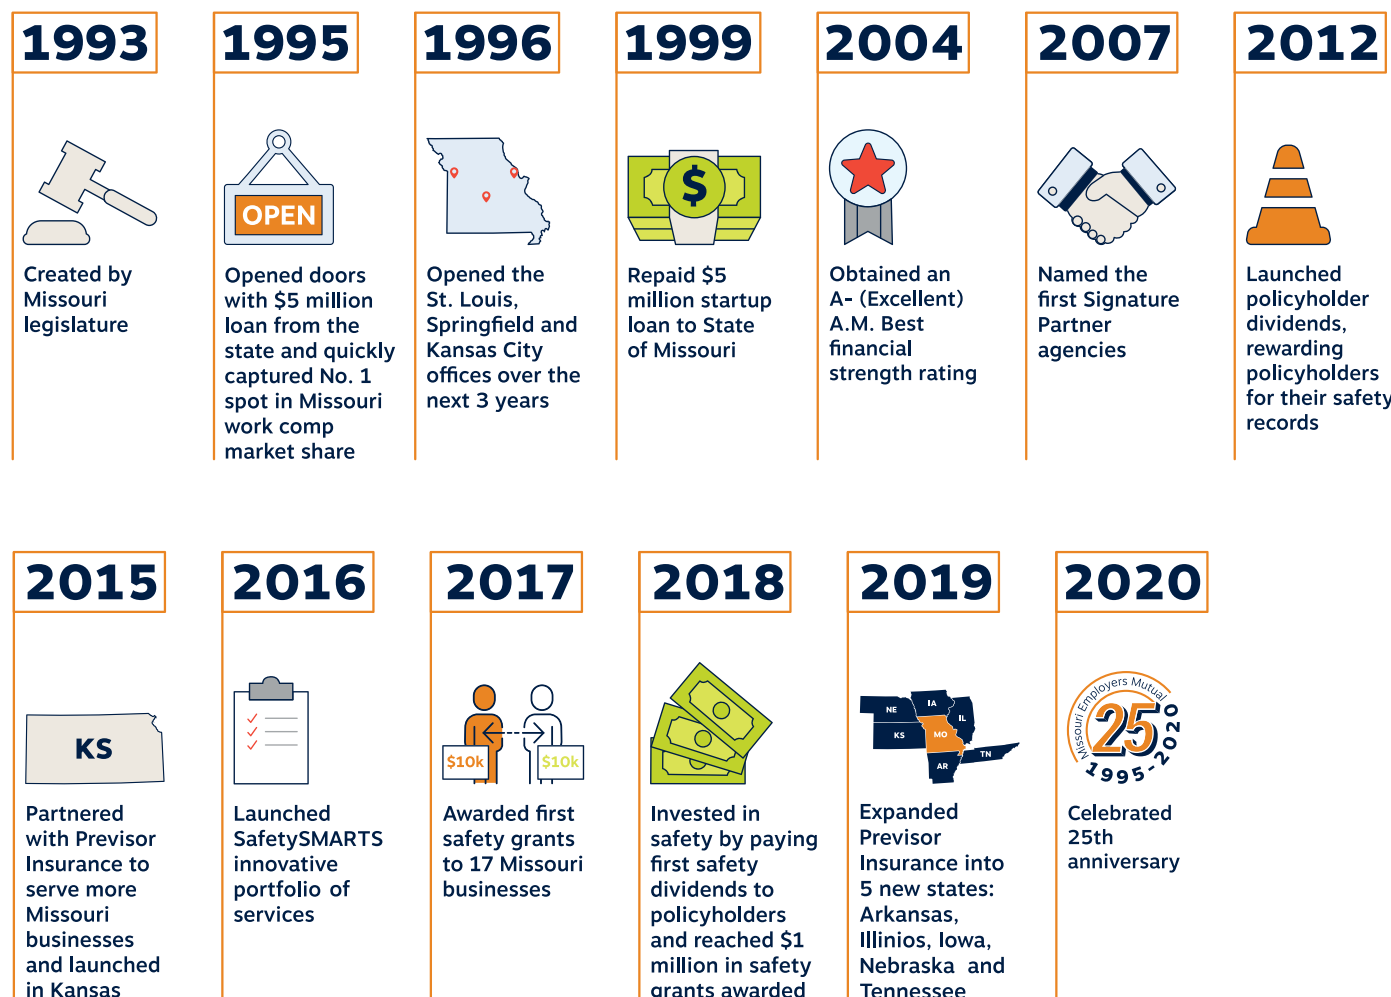 1993
1995
1996
1999
2004
2007
2012
OPEN
$
Created by
Missouri
legislature
Opened doors
with $5 million
loan from the
state and quickly
captured No. 1
spot in Missouri
work comp
market share
Opened the
St. Louis,
Springfield and
Kansas City
offices over the
next 3 years
Repaid $5
million startup
loan to State
of Missouri
Obtained an
A- (Excellent)
A.M. Best
financial
strength rating
Named the
first Signature
Partner
agencies
Launched
policyholder
dividends,
rewarding
policyholders
for their safety
records
2015
2016
2017
2018
2019
2020
KS
Partnered
with Previsor
Insurance to
serve more
Missouri
businesses
and launched
in Kansas
Launched
SafetySMARTS
innovative
portfolio of
services
$10k
$10k
Awarded first
safety grants
to 17 Missouri
businesses
Invested in
safety by paying
first safety
dividends to
policyholders
and reached $1
million in safety
grants awarded
NE
IA
IL
KS
MO
TN
AR
Expanded
Previsor
Insurance into
5 new states:
Arkansas,
Illinios, Iowa,
Nebraska and
Tennessee
Missouri Employers Mutual
25
1995-2020
Celebrated
25th
anniversary